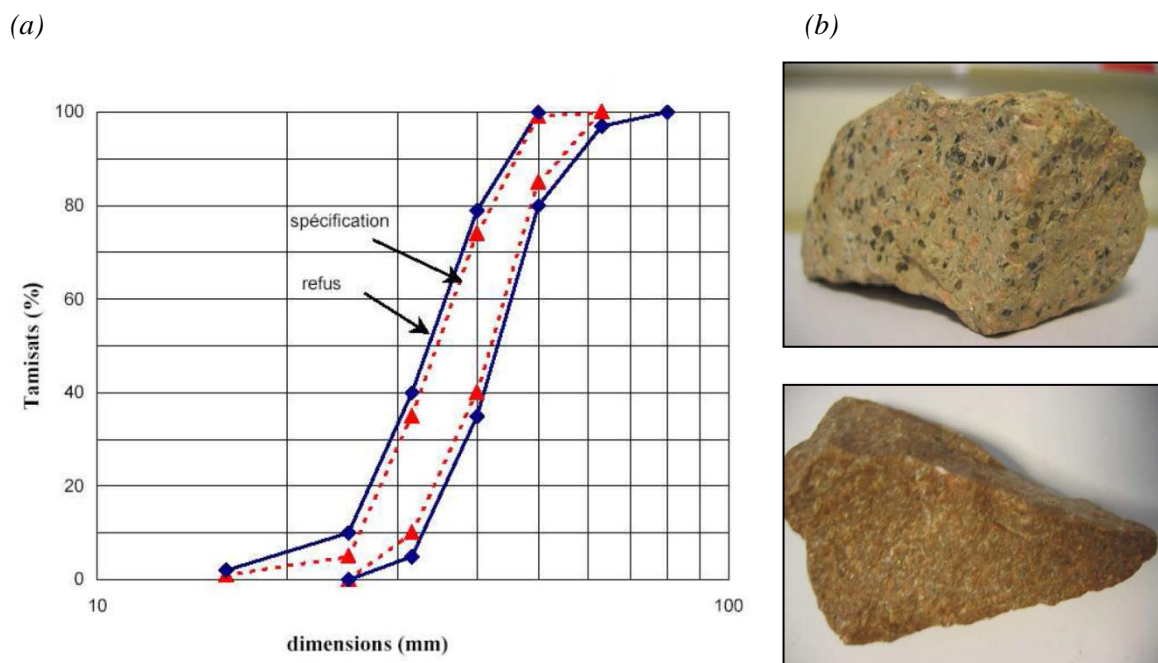 (a)
(b)
100
80
60
40
20
0
Tamisats (%)
spécification
refus
10
100
dimensions (mm)